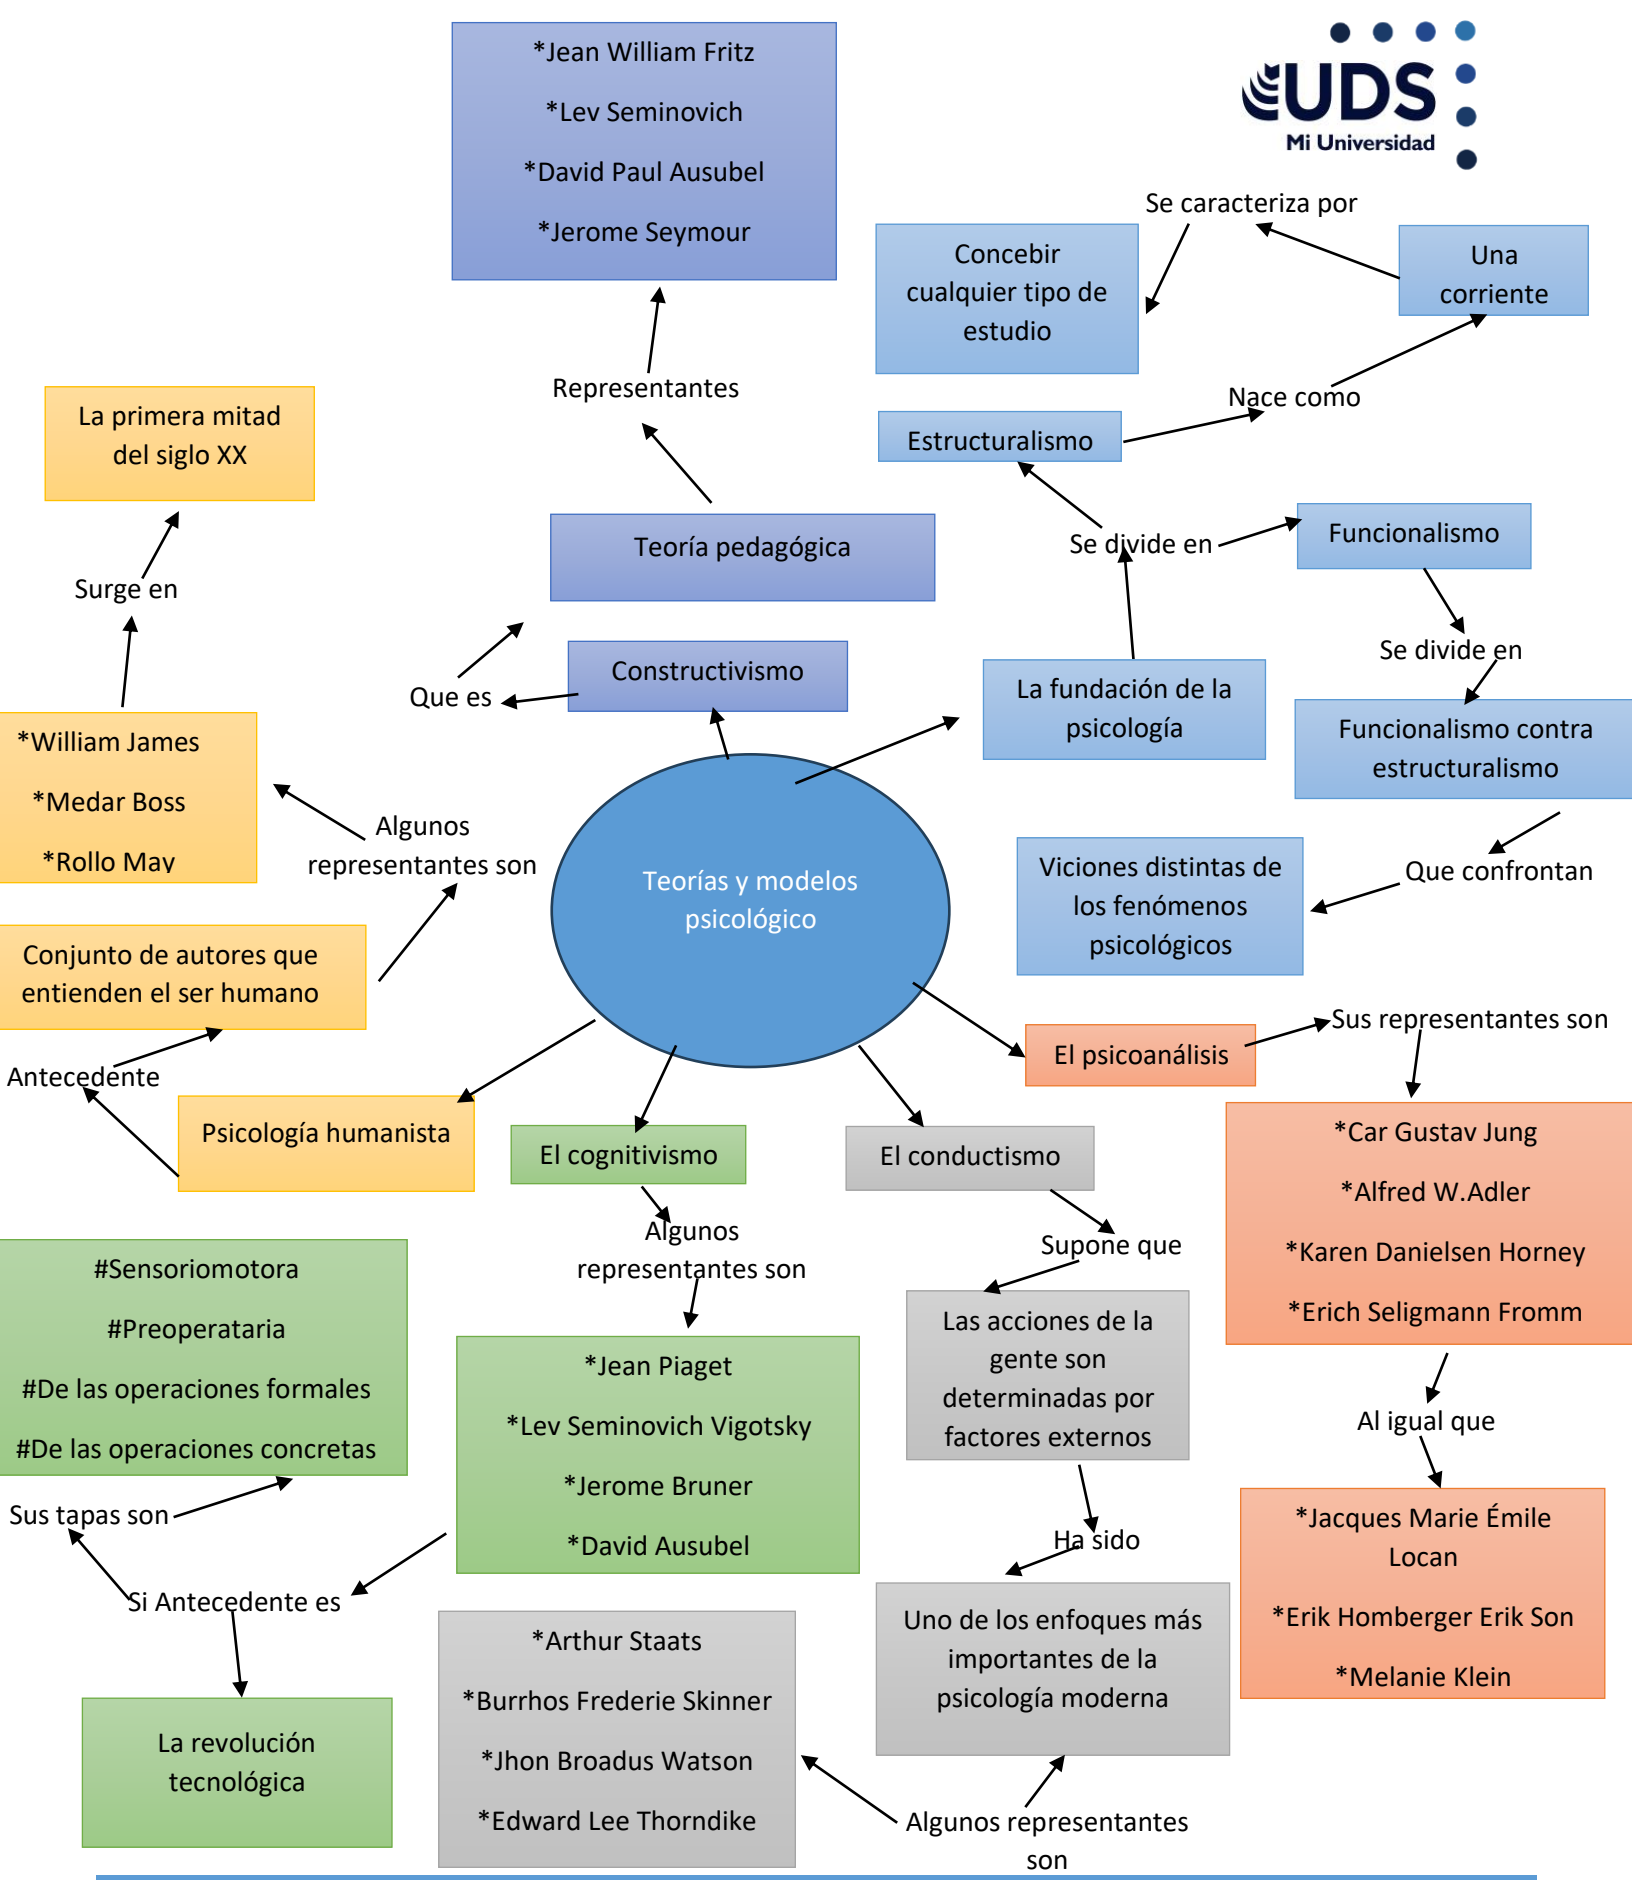 *Jean William Fritz
*Lev Seminovich
*David Paul Ausubel
*Jerome Seymour
UDS
Mi Universidad
Se caracteriza por
Concebir
cualquier tipo de
estudio
Una
corriente
Representantes
Nace como
La primera mitad
del siglo XX
Estructuralismo
Teoría pedagógica
Se divide en
Funcionalismo
Surge en
Se divide en
Constructivismo
Que es
La fundación de la
psicología
Funcionalismo contra
estructuralismo
*William James
*Medar Boss
*Rollo May
Algunos
representantes son
Teorías y modelos
psicológico
Viciones distintas de
los fenómenos
psicológicos
Que confrontan
Conjunto de autores que
entienden el ser humano
Sus representantes son
El psicoanálisis
Antecedente
Psicología humanista
El cognitivismo
El conductismo
*Car Gustav Jung
*Alfred W.Adler
*Karen Danielsen Horney
*Erich Seligmann Fromm
Algunos
representantes son
Supone que
#Sensoriomotora
#Preoperataria
#De las operaciones formales
#De las operaciones concretas
Las acciones de la
gente son
determinadas por
factores externos
*Jean Piaget
*Lev Seminovich Vigotsky
*Jerome Bruner
*David Ausubel
Al igual que
Sus tapas son
Ha sido
*Jacques Marie Émile
Locan
*Erik Homberger Erik Son
*Melanie Klein
Si Antecedente es
Uno de los enfoques más
importantes de la
psicología moderna
*Arthur Staats
*Burrhos Frederie Skinner
*Jhon Broadus Watson
*Edward Lee Thorndike
La revolución
tecnológica
Algunos representantes
son